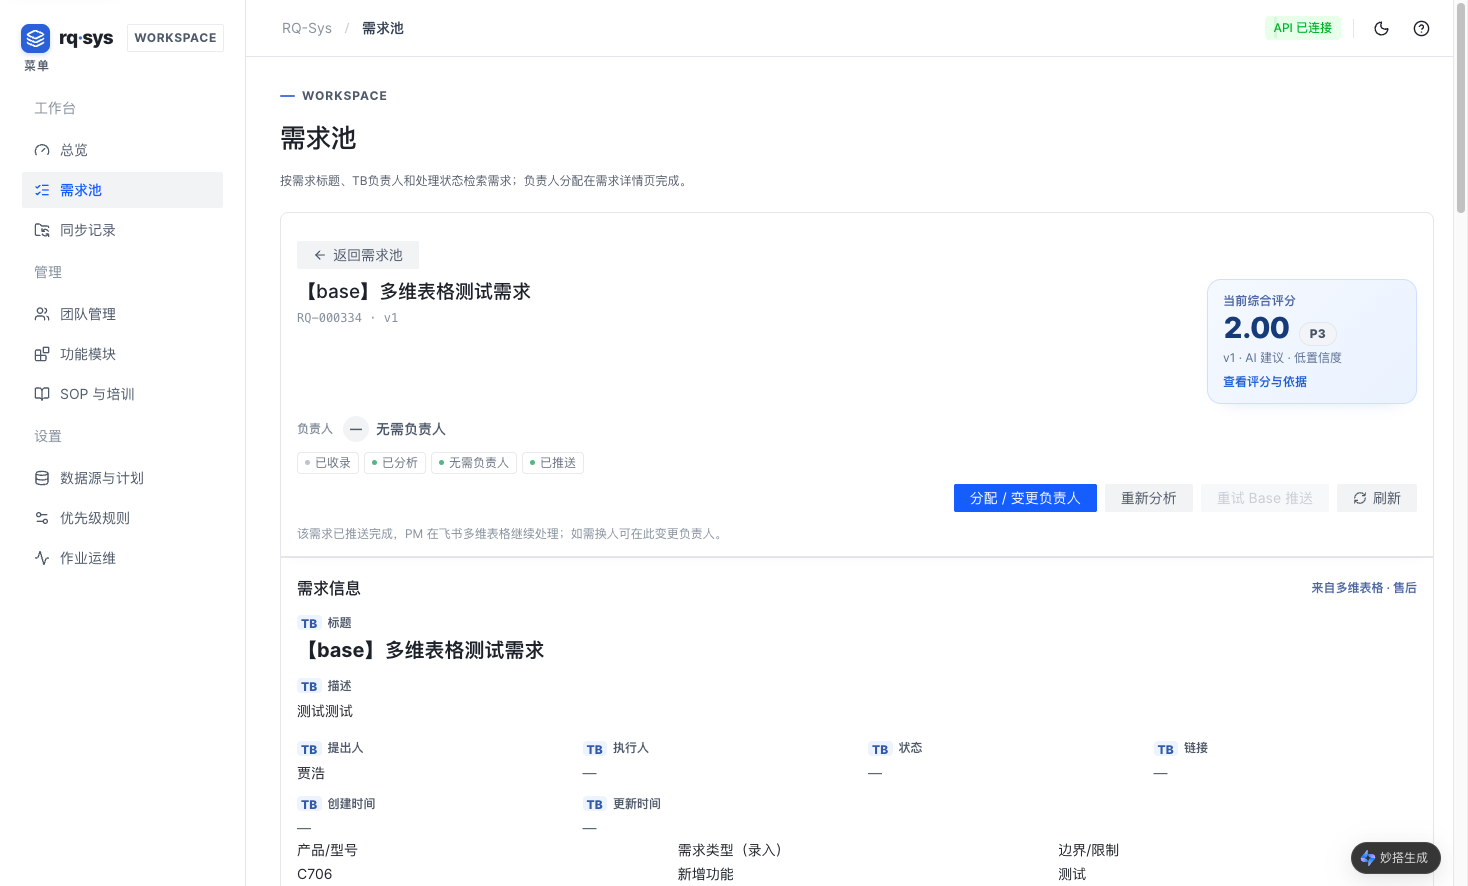 rq·sys WORKSPACE
菜单
工作台
总览
需求池
同步记录
管理
团队管理
功能模块
SOP 与培训
设置
数据源与计划
优先级规则
作业运维
RQ-Sys / 需求池
API 已连接
WORKSPACE
需求池
按需求标题、TB负责人和处理状态检索需求；负责人分配在需求详情页完成。
返回需求池
【base】多维表格测试需求
RQ-000334 · v1
当前综合评分
2.00 P3
v1 · AI 建议 · 低置信度
查看评分与依据
负责人 — 无需负责人
已收录 已分析 无需负责人 已推送
分配 / 变更负责人 重新分析 重试 Base 推送 刷新
该需求已推送完成，PM 在飞书多维表格继续处理；如需换人可在此变更负责人。
需求信息 来自多维表格 · 售后
TB 标题
【base】多维表格测试需求
TB 描述
测试测试
TB 提出人 TB 执行人 TB 状态 TB 链接
贾浩 — — —
TB 创建时间 TB 更新时间
— —
产品/型号 需求类型（录入） 边界/限制
C706 新增功能 测试
妙搭生成